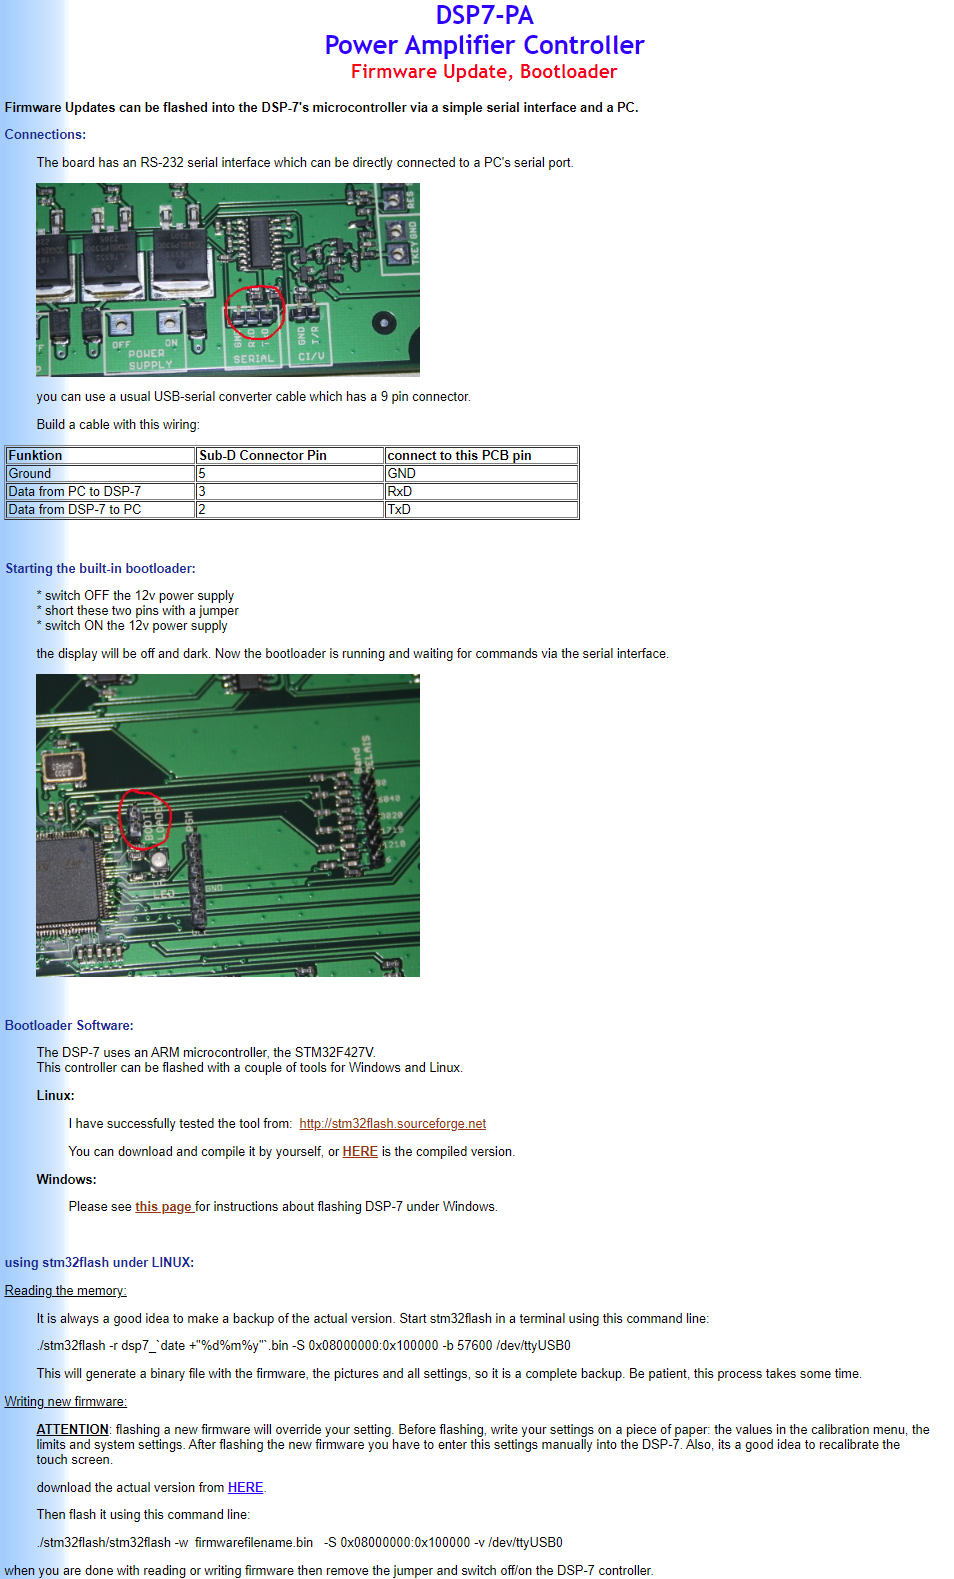 DSP7-PA
Power Amplifier Controller
Firmware Update, Bootloader
Firmware Updates can be flashed into the DSP-7's microcontroller via a simple serial interface and a PC.
Connections:
The board has an RS-232 serial interface which can be directly connected to a PC's serial port.
RES
KEY GND
OFF
ON
POWER
SUPPLY
GND
RxD
TxD
SERIAL
GND
T/R
CI/V
you can use a usual USB-serial converter cable which has a 9 pin connector.
Build a cable with this wiring:
Funktion Sub-D Connector Pin connect to this PCB pin
Ground 5 GND
Data from PC to DSP-7 3 RxD
Data from DSP-7 to PC 2 TxD
Starting the built-in bootloader:
* switch OFF the 12v power supply
* short these two pins with a jumper
* switch ON the 12v power supply
the display will be off and dark. Now the bootloader is running and waiting for commands via the serial interface.
Band
RELAIS
80
6040
3020
1715
1210
6
BOOT
LOADER
PGM
GND
LED
Bootloader Software:
The DSP-7 uses an ARM microcontroller, the STM32F427V.
This controller can be flashed with a couple of tools for Windows and Linux.
Linux:
I have successfully tested the tool from: http://stm32flash.sourceforge.net
You can download and compile it by yourself, or HERE is the compiled version.
Windows:
Please see this page for instructions about flashing DSP-7 under Windows.
using stm32flash under LINUX:
Reading the memory:
It is always a good idea to make a backup of the actual version. Start stm32flash in a terminal using this command line:
./stm32flash -r dsp7_`date +"%d%m%y"`.bin -S 0x08000000:0x100000 -b 57600 /dev/ttyUSB0
This will generate a binary file with the firmware, the pictures and all settings, so it is a complete backup. Be patient, this process takes some time.
Writing new firmware:
ATTENTION: flashing a new firmware will override your setting. Before flashing, write your settings on a piece of paper: the values in the calibration menu, the
limits and system settings. After flashing the new firmware you have to enter this settings manually into the DSP-7. Also, its a good idea to recalibrate the
touch screen.
download the actual version from HERE.
Then flash it using this command line:
./stm32flash/stm32flash -w firmwarefilename.bin -S 0x08000000:0x100000 -v /dev/ttyUSB0
when you are done with reading or writing firmware then remove the jumper and switch off/on the DSP-7 controller.